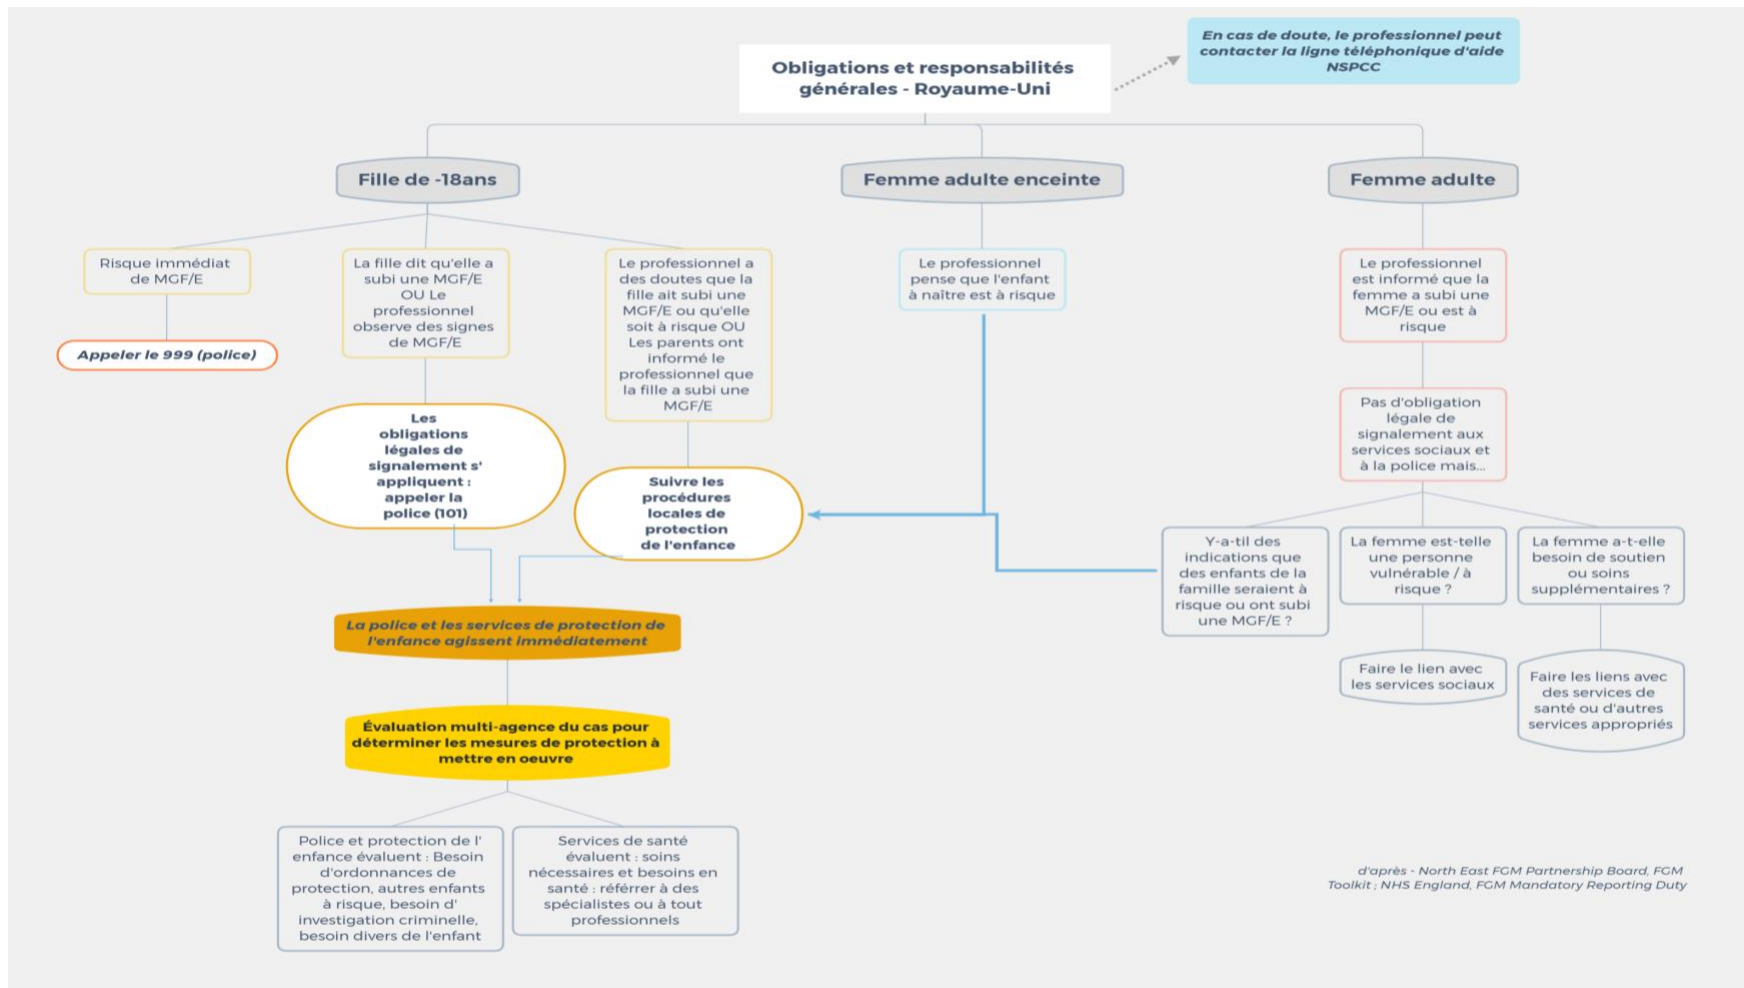 En cas de doute, le professionnel peut
contacter la ligne téléphonique d'aide
NSPCC
Obligations et responsabilités
générales - Royaume-Uni
Fille de -18ans
Femme adulte enceinte
Femme adulte
Risque immédiat
de MGF/E
Appeler le 999 (police)
La fille dit qu'elle a
subi une MGF/E
OU Le
professionnel
observe des signes
de MGF/E
Les
obligations
légales de
signalement s'
appliquent :
appeler la
police (101)
Le professionnel a
des doutes que la
fille ait subi une
MGF/E ou qu'elle
soit à risque OU
Les parents ont
informé le
professionnel que
la fille a subi une
MGF/E
Suivre les
procédures
locales de
protection
de l'enfance
Le professionnel
pense que l'enfant
à naître est à risque
Le professionnel
est informé que la
femme a subi une
MGF/E ou est à
risque
Pas d'obligation
légale de
signalement aux
services sociaux et
à la police mais...
Y-a-til des
indications que
des enfants de la
famille seraient à
risque ou ont subi
une MGF/E ?
La femme est-telle
une personne
vulnérable / à
risque ?
La femme a-t-elle
besoin de soutien
ou soins
supplémentaires ?
Faire le lien avec
les services sociaux
Faire les liens avec
des services de
santé ou d'autres
services appropriés
La police et les services de protection de
l'enfance agissent immédiatement
Évaluation multi-agence du cas pour
déterminer les mesures de protection à
mettre en oeuvre
Police et protection de l'
enfance évaluent : Besoin
d'ordonnances de
protection, autres enfants
à risque, besoin d'
investigation criminelle,
besoin divers de l'enfant
Services de santé
évaluent : soins
nécessaires et besoins en
santé : référrer à des
spécialistes ou à tout
professionnels
d'après - North East FGM Partnership Board, FGM
Toolkit ; NHS England, FGM Mandatory Reporting Duty